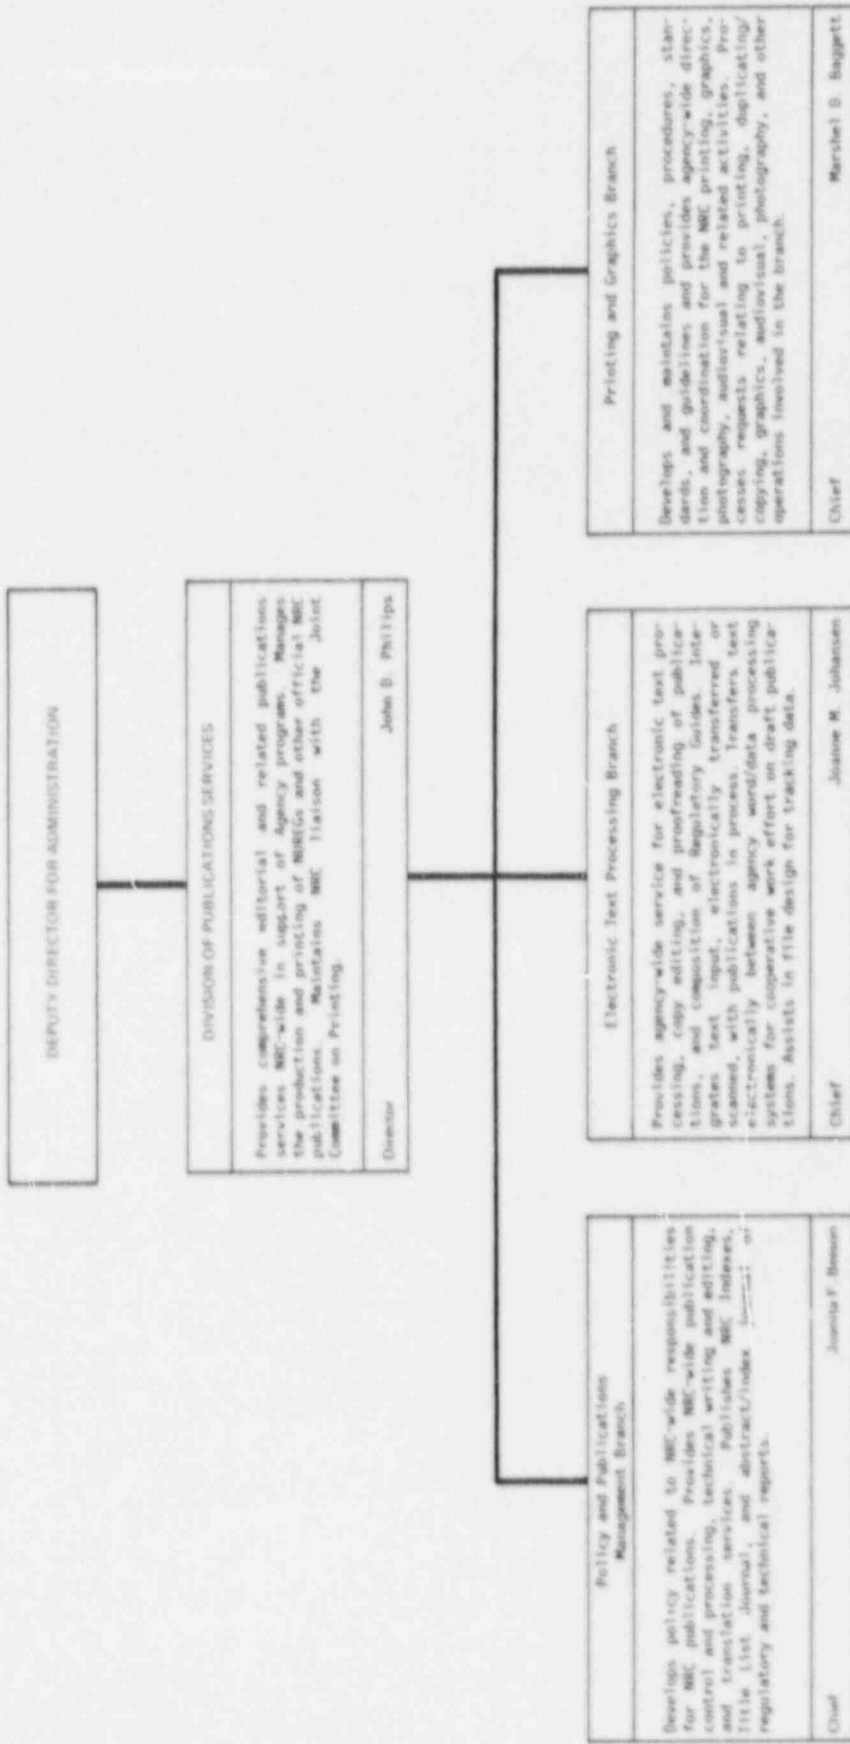 DEPUTY DIRECTOR FOR ADMINISTRATION
DIVISION OF PUBLICATIONS SERVICES
Provides comprehensive editorial and related publications
services NRC-wide in support of Agency programs. Manages
the production and printing of NUREGs and other official NRC
publications. Maintains NRC liaison with the Joint
Committee on Printing.
Director John D. Philips
Policy and Publications
Management Branch
Develops policy related to NRC-wide responsibilities
for NRC publications. Provides NRC-wide publication
control and processing, technical writing and editing,
and translation services. Publishes NRC Indexes,
Title List Journal, and abstract/index of
regulatory and technical reports.
Chief Juanita F. Beeson
Electronic Text Processing Branch
Provides agency-wide service for electronic text pro-
cessing, copy editing, and proofreading of publica-
tions, and composition of Regulatory Guides. Inte-
grates text input, electronically transferred or
scanned, with publications in process. Transfers text
electronically between agency word/data processing
systems for cooperative work effort on draft publica-
tions. Assists in file design for tracking data.
Chief Joanne M. Johansen
Printing and Graphics Branch
Develops and maintains policies, procedures, stan-
dards, and guidelines and provides agency-wide direc-
tion and coordination for the NRC printing, graphics,
photography, audiovisual and related activities. Pro-
cesses requests relating to printing, duplicating/
copying, graphics, audiovisual, photography, and other
operations involved in the branch.
Chief Marshel D. Baggett